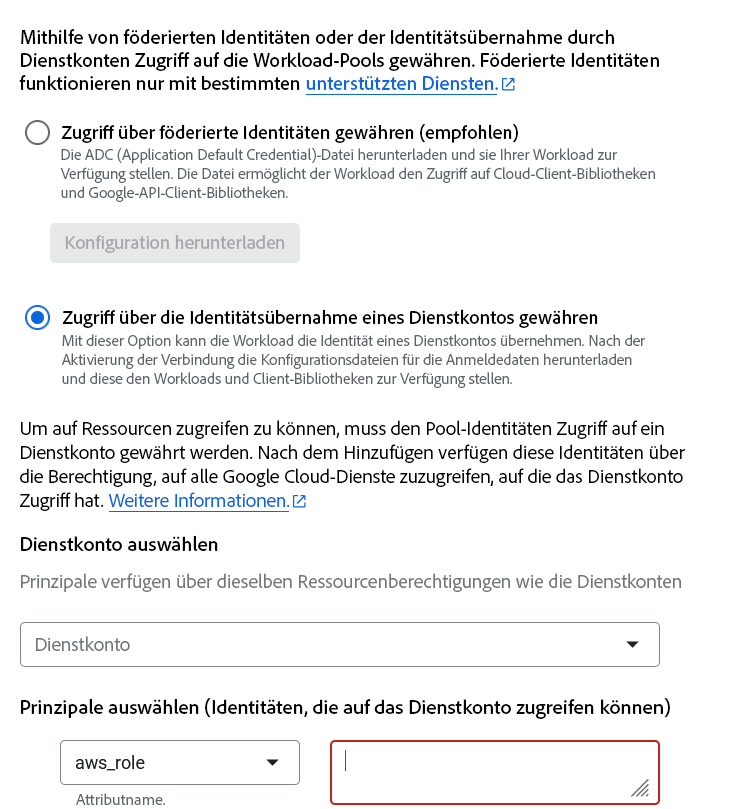 Mithilfe von föderierten Identitäten oder der Identitätsübernahme durch
Dienstkonten Zugriff auf die Workload-Pools gewähren. Föderierte Identitäten
funktionieren nur mit bestimmten unterstützten Diensten.
Zugriff über föderierte Identitäten gewähren (empfohlen)
Die ADC (Application Default Credential)-Datei herunterladen und sie Ihrer Workload zur
Verfügung stellen. Die Datei ermöglicht der Workload den Zugriff auf Cloud-Client-Bibliotheken
und Google-API-Client-Bibliotheken.
Konfiguration herunterladen
Zugriff über die Identitätsübernahme eines Dienstkontos gewähren
Mit dieser Option kann die Workload die Identität eines Dienstkontos übernehmen. Nach der
Aktivierung der Verbindung die Konfigurationsdateien für die Anmeldedaten herunterladen
und diese den Workloads und Client-Bibliotheken zur Verfügung stellen.
Um auf Ressourcen zugreifen zu können, muss den Pool-Identitäten Zugriff auf ein
Dienstkonto gewährt werden. Nach dem Hinzufügen verfügen diese Identitäten über
die Berechtigung, auf alle Google Cloud-Dienste zuzugreifen, auf die das Dienstkonto
Zugriff hat. Weitere Informationen.
Dienstkonto auswählen
Prinzipale verfügen über dieselben Ressourcenberechtigungen wie die Dienstkonten
Dienstkonto
Prinzipale auswählen (Identitäten, die auf das Dienstkonto zugreifen können)
aws_role
Attributname.